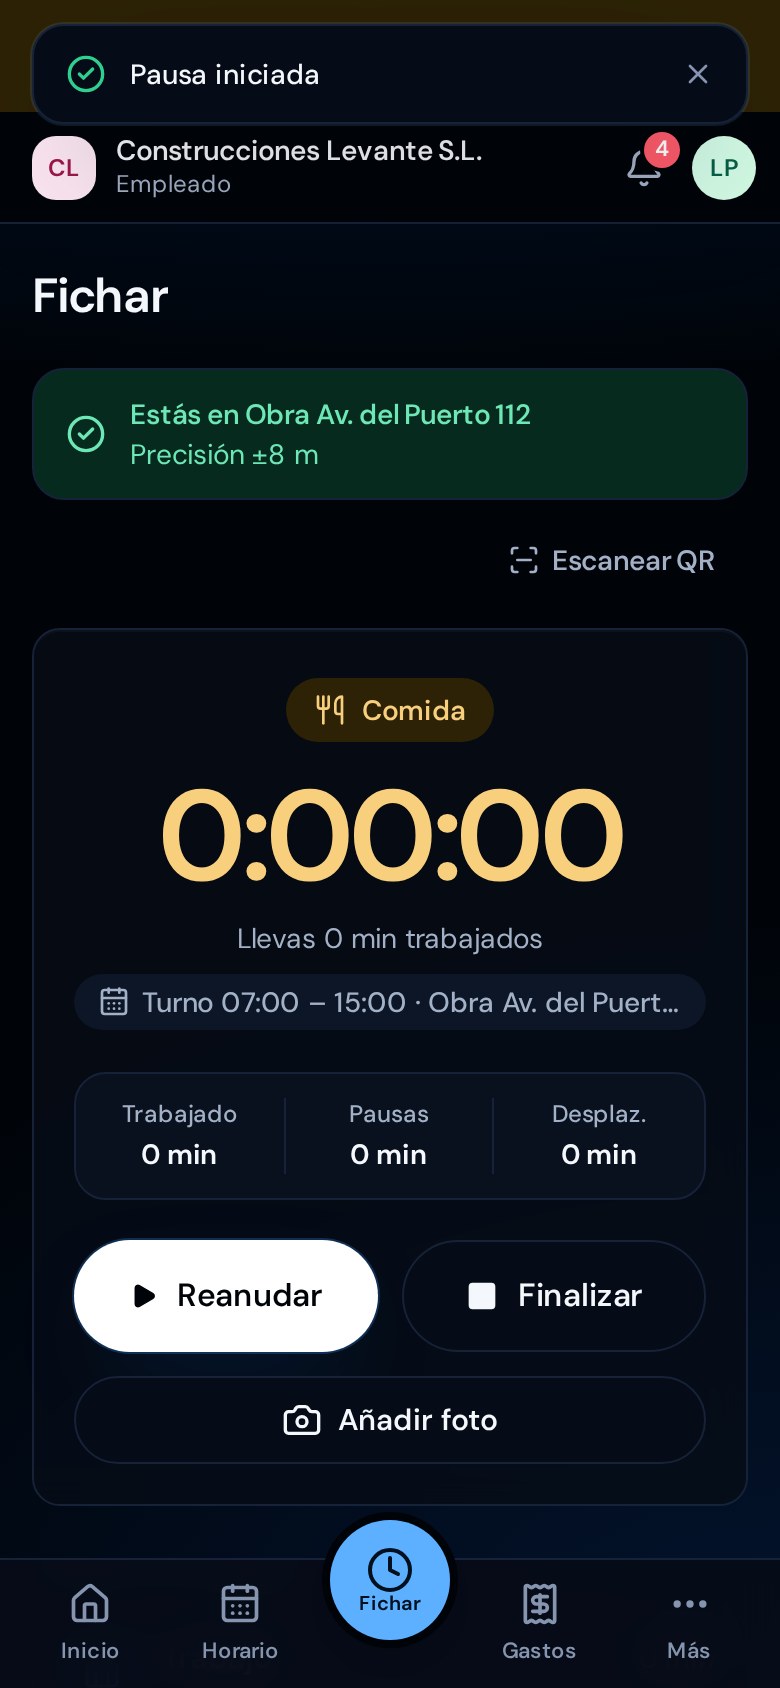 Pausa iniciada
CL
Construcciones Levante S.L.
Empleado
4
LP
Fichar
Estás en Obra Av. del Puerto 112
Precisión ±8 m
Escanear QR
Comida
0:00:00
Llevas 0 min trabajados
Turno 07:00 – 15:00 · Obra Av. del Puert...
Trabajado
0 min
Pausas
0 min
Desplaz.
0 min
Reanudar
Finalizar
Añadir foto
Inicio
Horario
Fichar
Gastos
Más